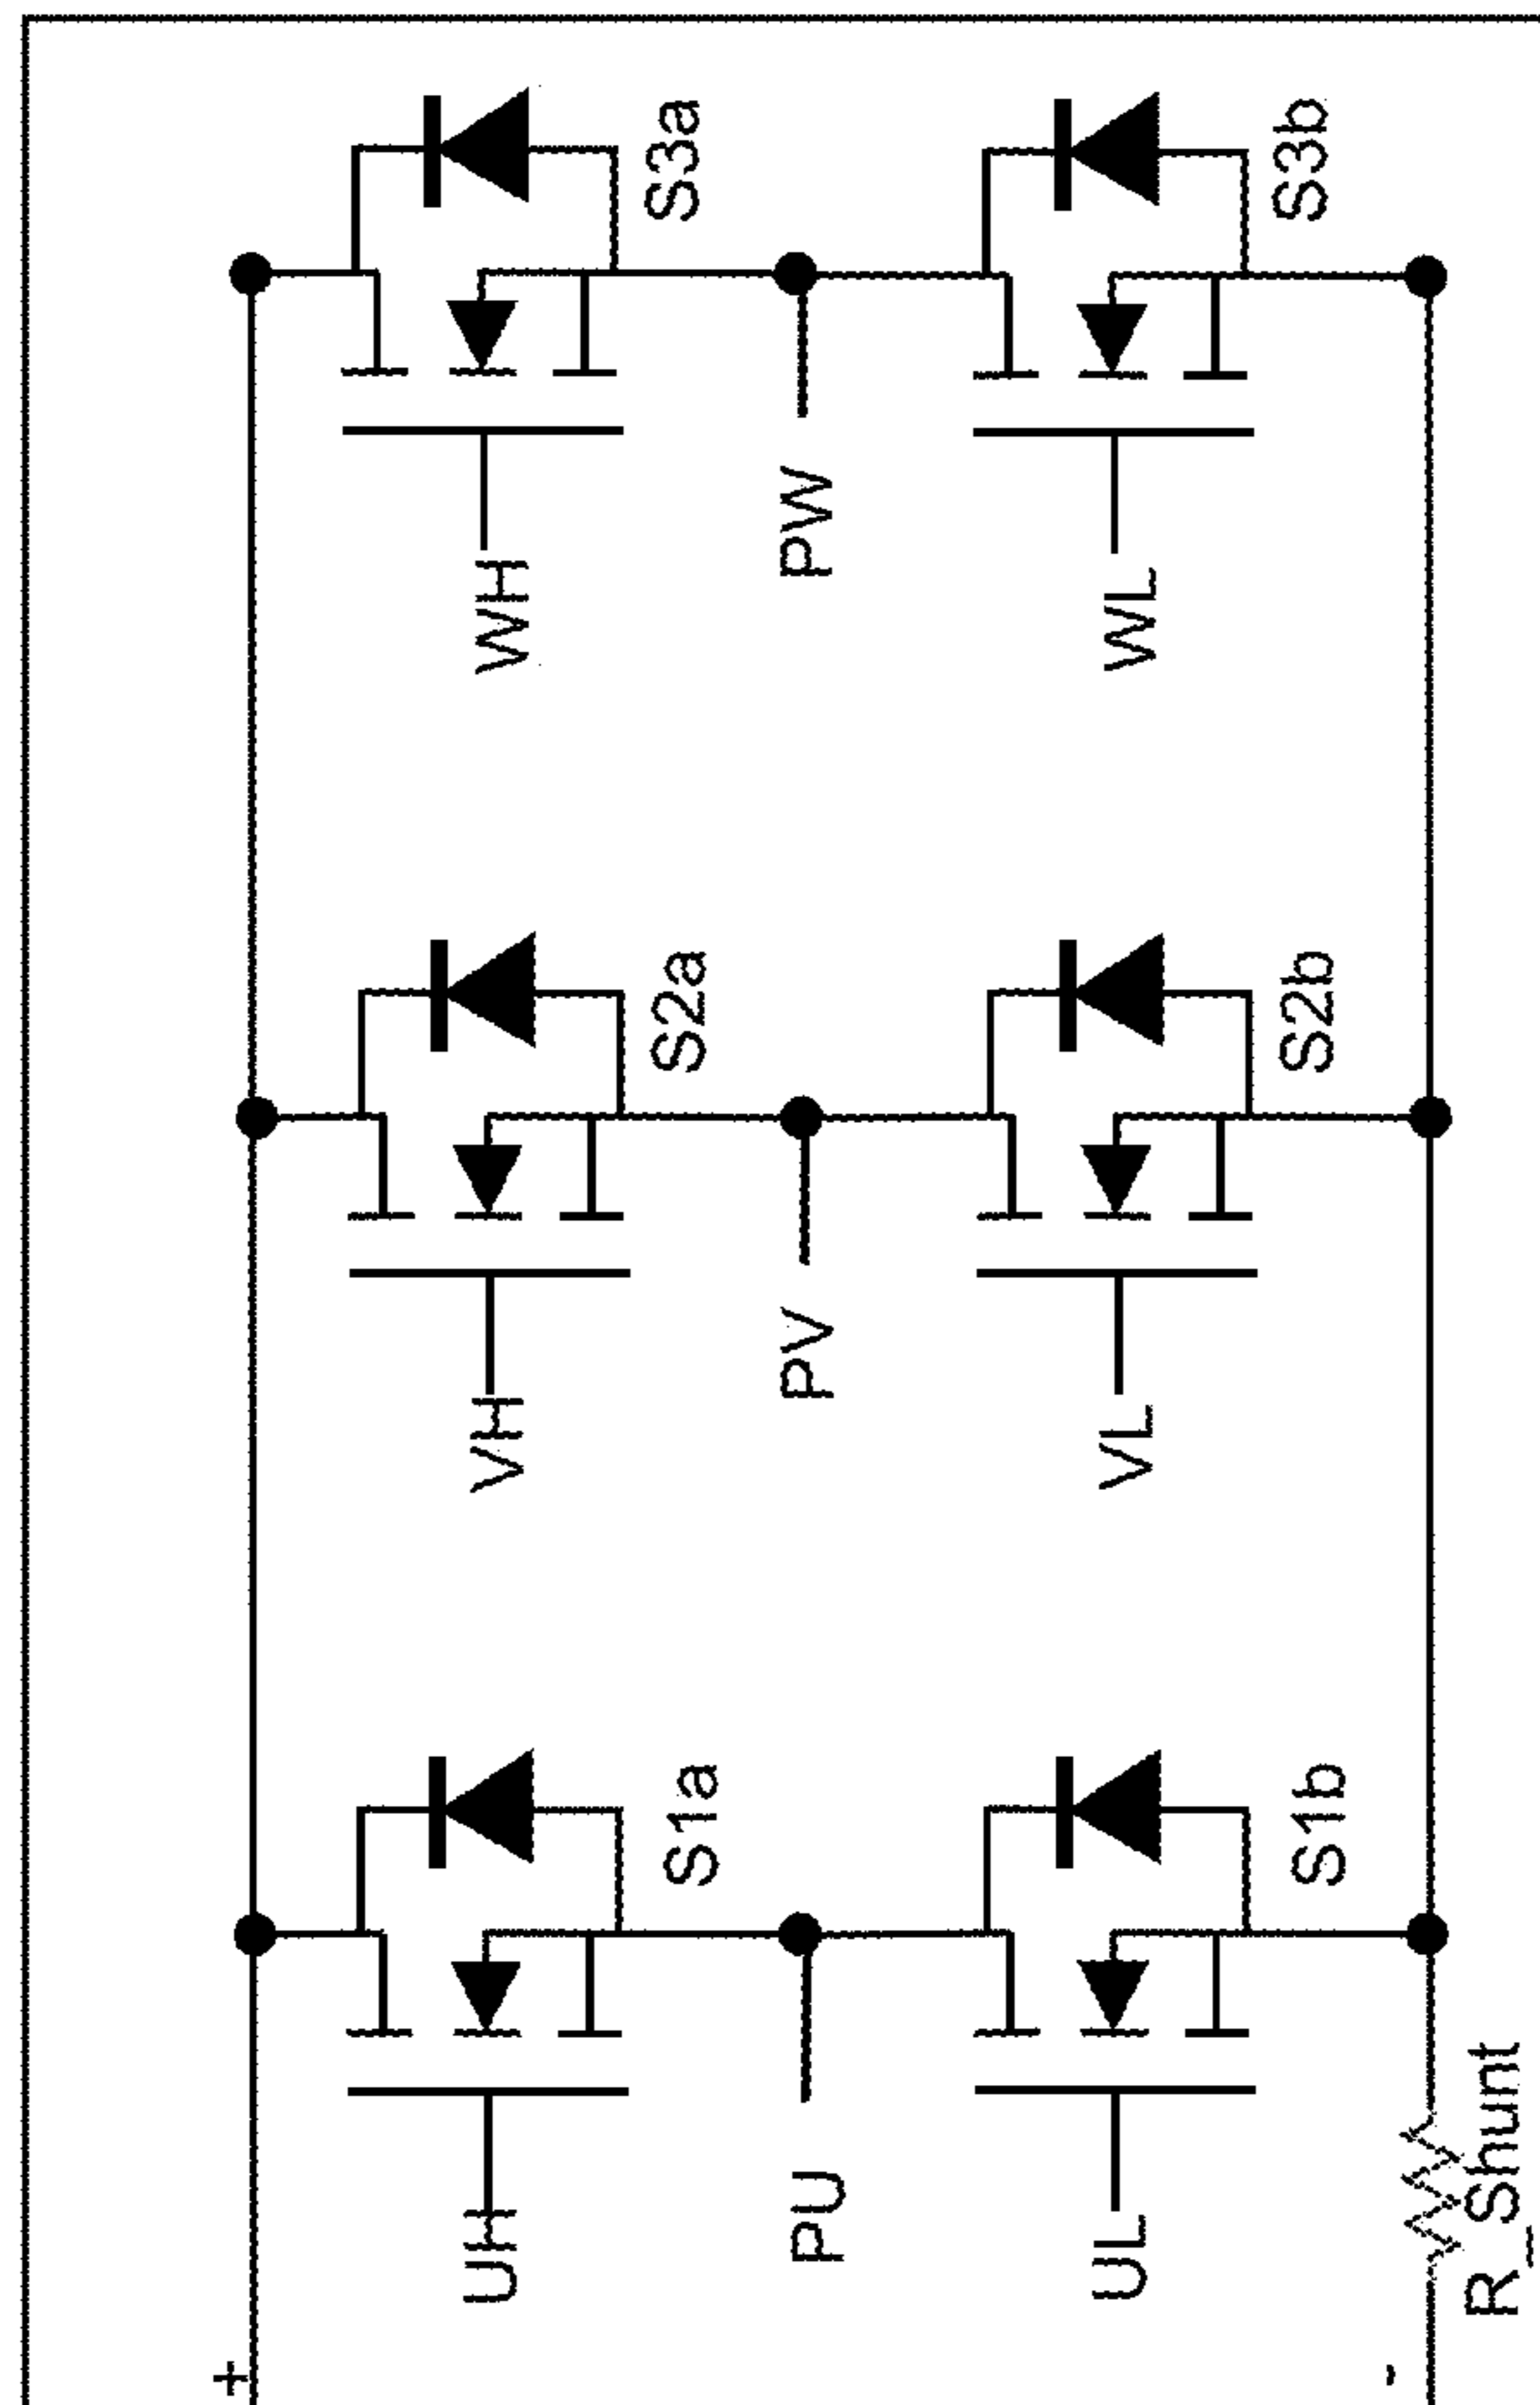 +
UH
S1a
VH
S2a
WH
S3a
PU
PV
PW
UL
S1b
VL
S2b
WL
S3b
-
R_Shunt